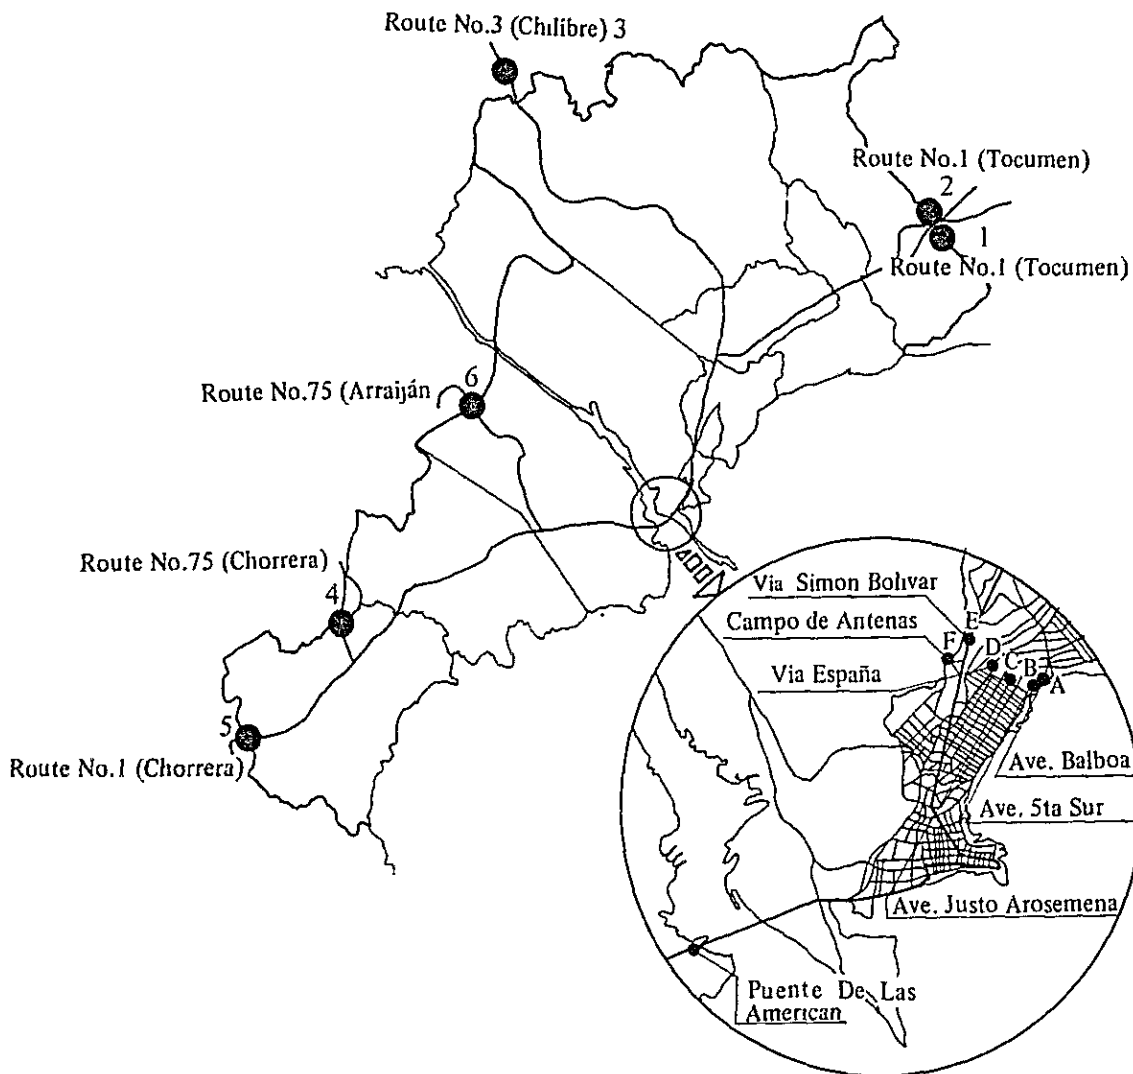 Route No.3 (Chilibre) 3
Route No.1 (Tocumen)
2
1
Route No.1 (Tocumen)
6
Route No.75 (Arraiján
Route No.75 (Chorrera)
4
5
Route No.1 (Chorrera)
Via Simon Bolivar
Campo de Antenas
Via España
E
F
D
C
B
A
Ave. Balboa
Ave. 5ta Sur
Ave. Justo Arosemena
Puente De Las
American